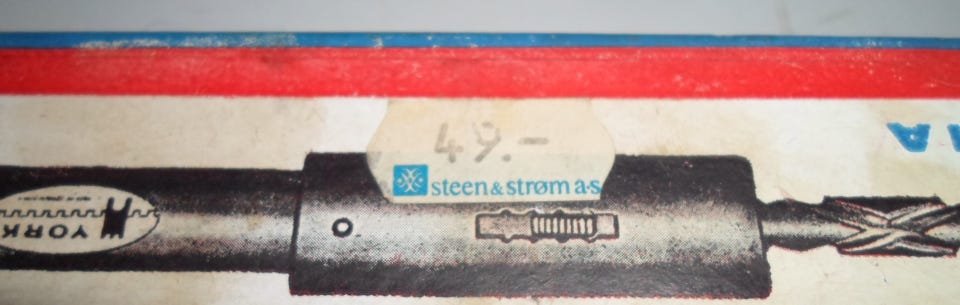 49.-
steen & strøm a.s
YORK